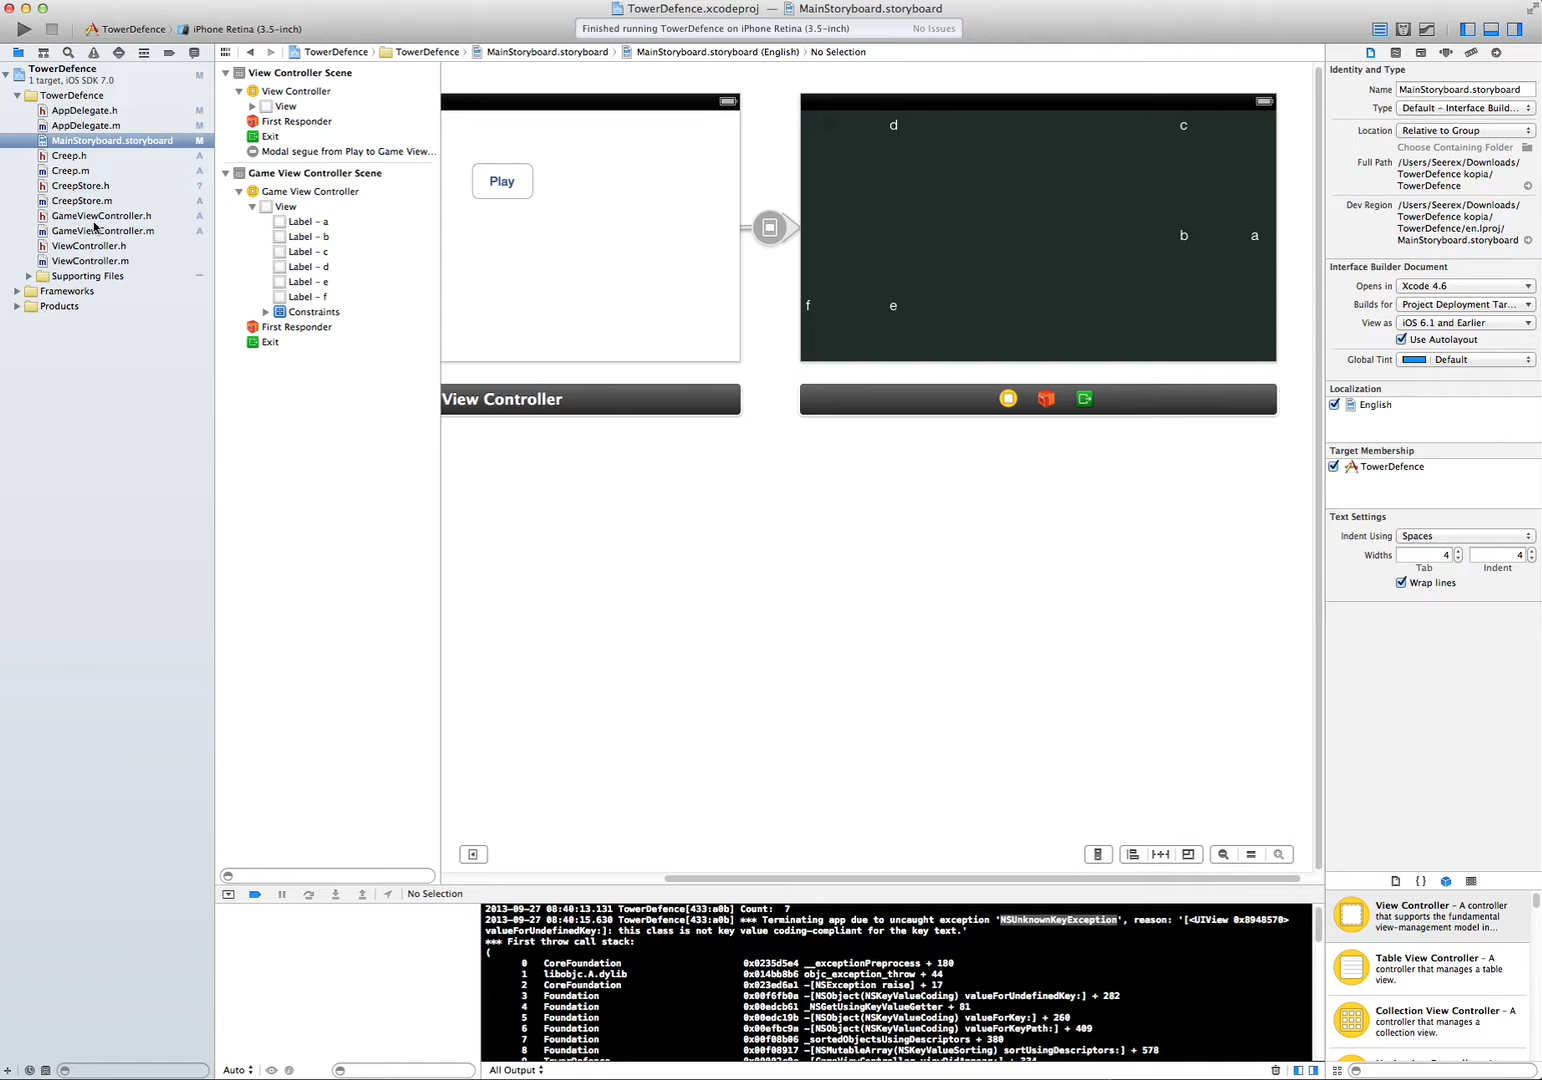 TowerDefence.xcodeproj — MainStoryboard.storyboard
TowerDefence iPhone Retina (3.5-inch)
Finished running TowerDefence on iPhone Retina (3.5-inch) No Issues
TowerDefence TowerDefence MainStoryboard.storyboard MainStoryboard.storyboard (English) No Selection
TowerDefence M
1 target, iOS SDK 7.0
TowerDefence
AppDelegate.h M
AppDelegate.m M
MainStoryboard.storyboard M
Creep.h A
Creep.m A
CreepStore.h ?
CreepStore.m A
GameViewController.h A
GameViewController.m A
ViewController.h
ViewController.m
Supporting Files
Frameworks
Products
View Controller Scene
View Controller
View
First Responder
Exit
Modal segue from Play to Game View...
Game View Controller Scene
Game View Controller
View
Label – a
Label – b
Label – c
Label – d
Label – e
Label – f
Constraints
First Responder
Exit
Play
View Controller
d c
b a
f e
Identity and Type
Name MainStoryboard.storyboard
Type Default – Interface Build...
Location Relative to Group
Choose Containing Folder
Full Path /Users/Seerex/Downloads/
TowerDefence kopia/
TowerDefence
Dev Region /Users/Seerex/Downloads/
TowerDefence kopia/
TowerDefence/en.lproj/
MainStoryboard.storyboard
Interface Builder Document
Opens in Xcode 4.6
Builds for Project Deployment Tar...
View as iOS 6.1 and Earlier
Use Autolayout
Global Tint Default
Localization
English
Target Membership
TowerDefence
Text Settings
Indent Using Spaces
Widths 4 4
Tab Indent
Wrap lines
{ }
View Controller – A
controller that supports the fundamental
view-management model in...
Table View Controller – A
controller that manages a table
view.
Collection View Controller – A
controller that manages a
collection view.
No Selection
2013-09-27 08:40:13.131 TowerDefence[433:a0b] Count: 7
2013-09-27 08:40:15.630 TowerDefence[433:a0b] *** Terminating app due to uncaught exception 'NSUnknownKeyException', reason: '[<UIView 0x8948570>
valueForUndefinedKey:]: this class is not key value coding-compliant for the key text.'
*** First throw call stack:
(
0 CoreFoundation 0x0235d5e4 __exceptionPreprocess + 180
1 libobjc.A.dylib 0x014bb8b6 objc_exception_throw + 44
2 CoreFoundation 0x023ed6a1 -[NSException raise] + 17
3 Foundation 0x00f6fb0a -[NSObject(NSKeyValueCoding) valueForUndefinedKey:] + 282
4 Foundation 0x00edcb61 _NSGetUsingKeyValueGetter + 81
5 Foundation 0x00edc19b -[NSObject(NSKeyValueCoding) valueForKey:] + 260
6 Foundation 0x00efbc9a -[NSObject(NSKeyValueCoding) valueForKeyPath:] + 409
7 Foundation 0x00f08b06 _sortedObjectsUsingDescriptors + 380
8 Foundation 0x00f08917 -[NSMutableArray(NSKeyValueSorting) sortUsingDescriptors:] + 578
Auto
All Output